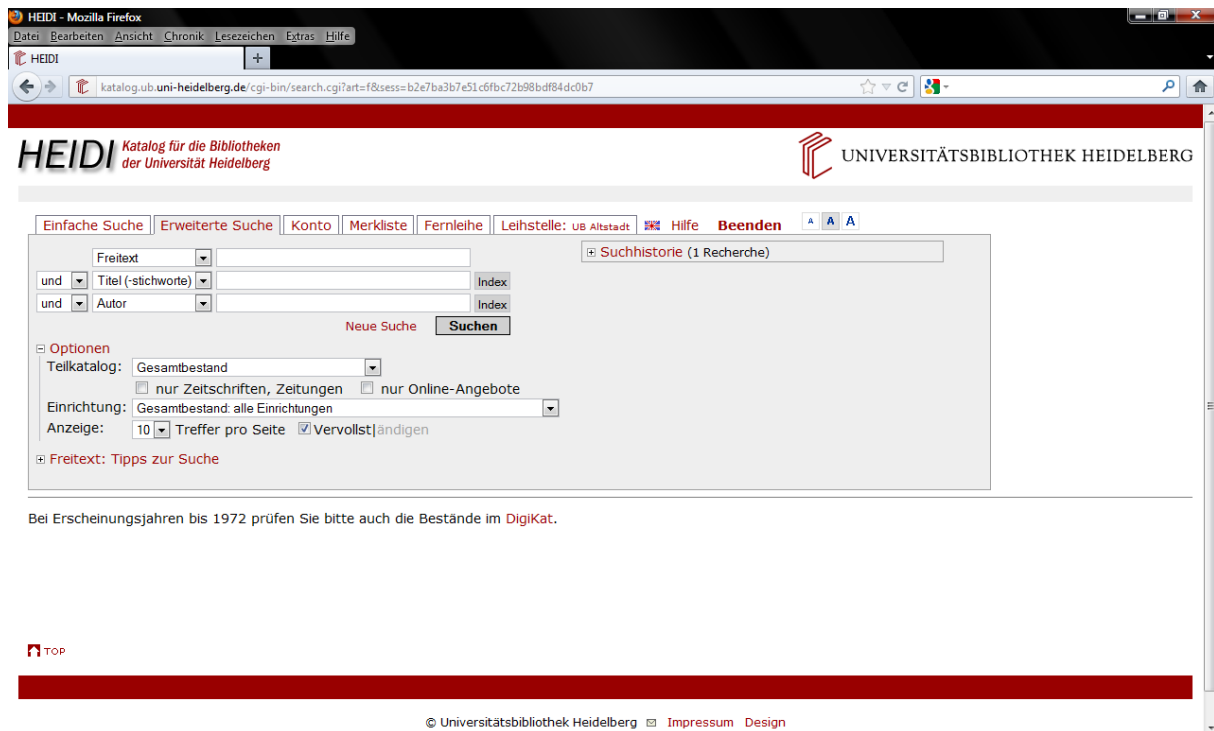 HEIDI - Mozilla Firefox
Datei Bearbeiten Ansicht Chronik Lesezeichen Extras Hilfe
HEIDI
katalog.ub.uni-heidelberg.de/cgi-bin/search.cgi?art=f&sess=b2e7ba3b7e51c6fbc72b98bdf84dc0b7
HEIDI Katalog für die Bibliotheken
der Universität Heidelberg
UNIVERSITÄTSBIBLIOTHEK HEIDELBERG
Einfache Suche Erweiterte Suche Konto Merkliste Fernleihe Leihstelle: UB Altstadt Hilfe Beenden A A A
Freitext
Suchhistorie (1 Recherche)
und Titel (-stichworte) Index
und Autor Index
Neue Suche Suchen
Optionen
Teilkatalog: Gesamtbestand
nur Zeitschriften, Zeitungen nur Online-Angebote
Einrichtung: Gesamtbestand: alle Einrichtungen
Anzeige: 10 Treffer pro Seite Vervollst|ändigen
Freitext: Tipps zur Suche
Bei Erscheinungsjahren bis 1972 prüfen Sie bitte auch die Bestände im DigiKat.
TOP
© Universitätsbibliothek Heidelberg Impressum Design